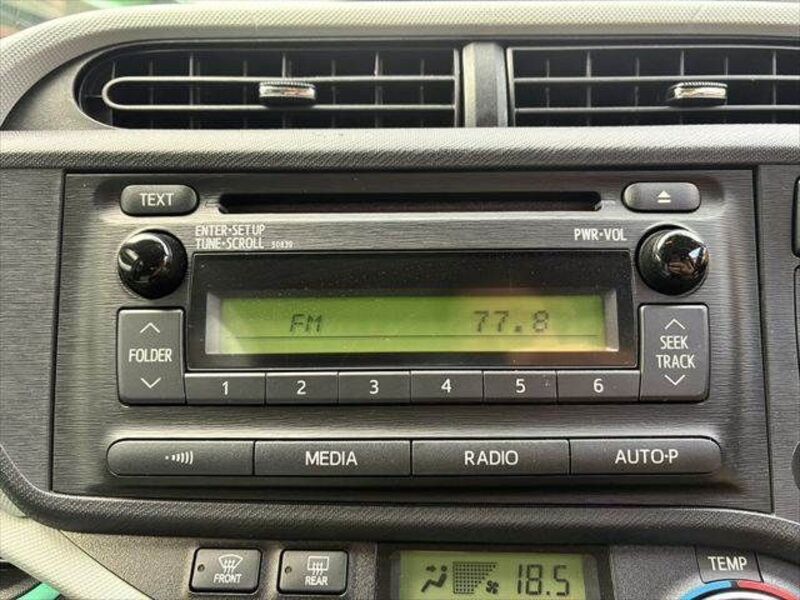 TEXT
ENTER•SETUP
TUNE•SCROLL 50839
PWR•VOL
FM 77.8
FOLDER
SEEK
TRACK
1 2 3 4 5 6
MEDIA RADIO AUTO•P
FRONT
REAR
18.5
TEMP